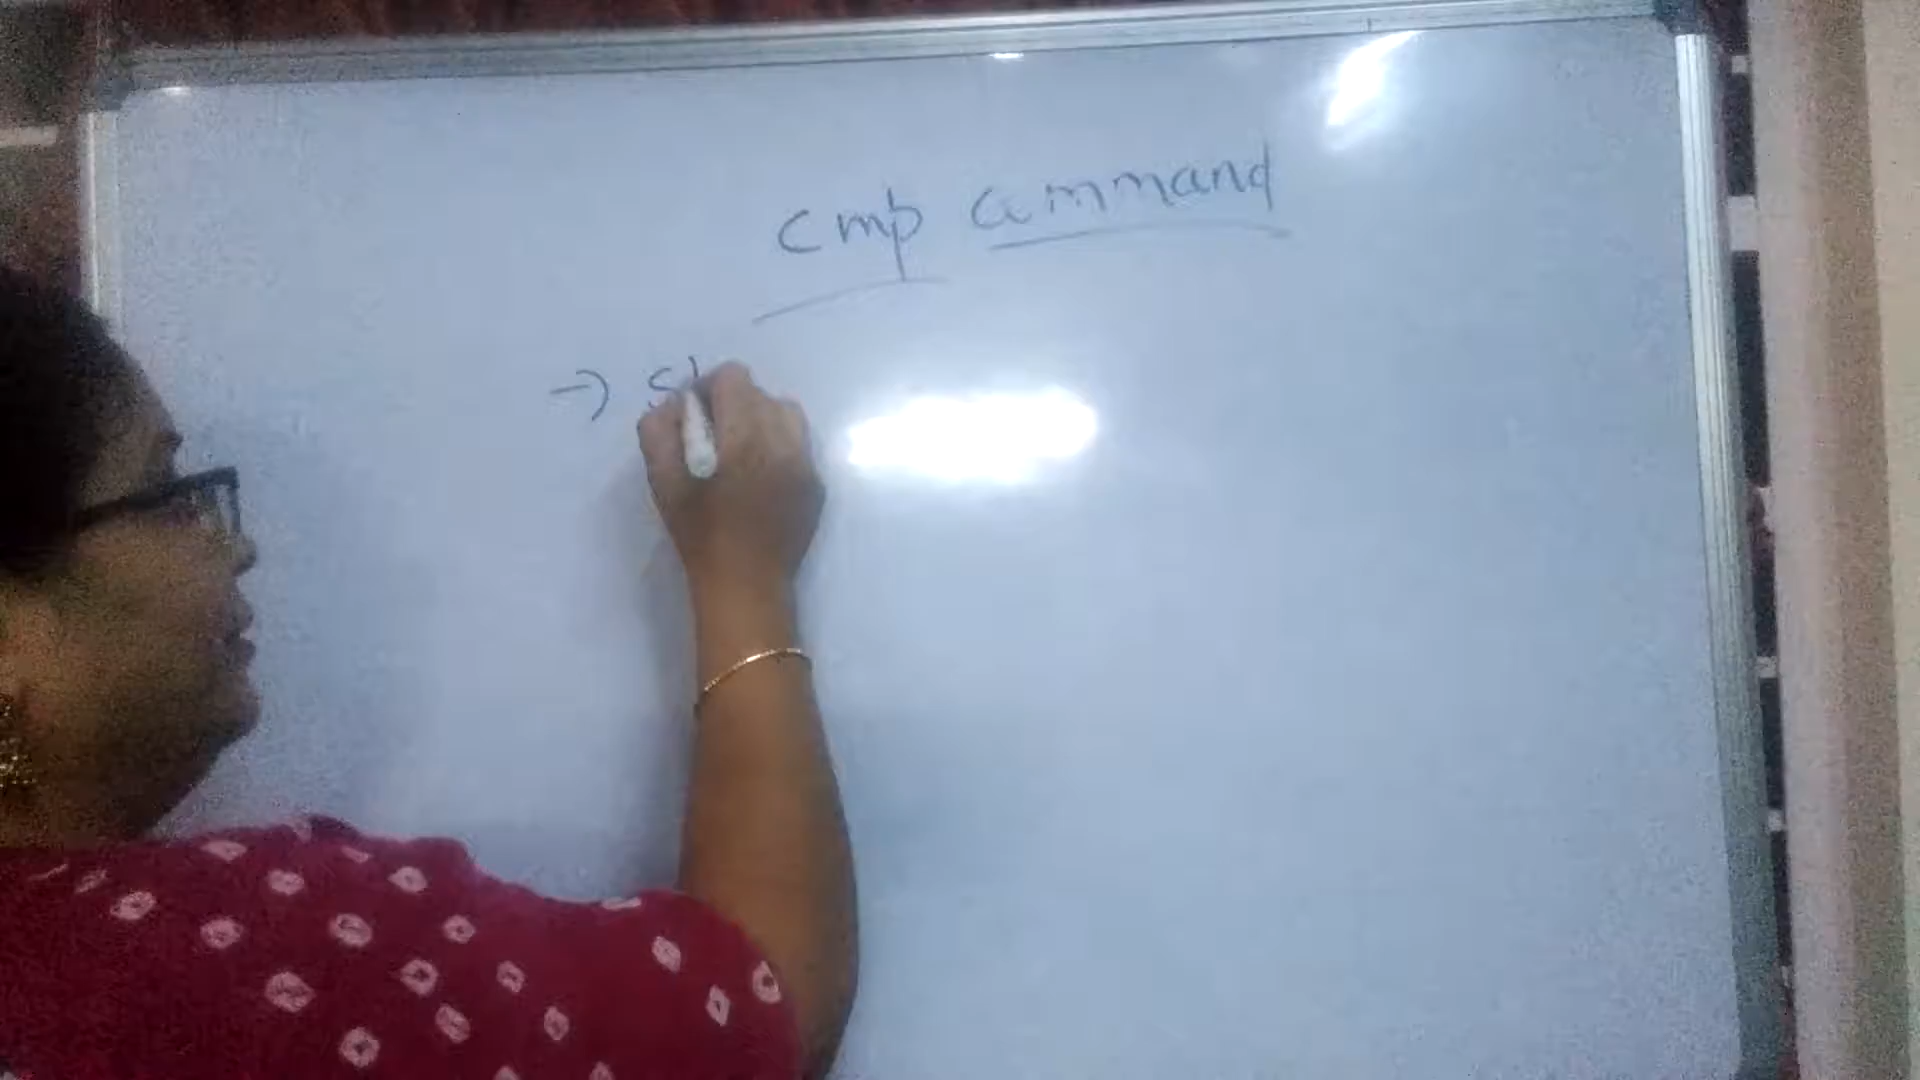 cmp command
→